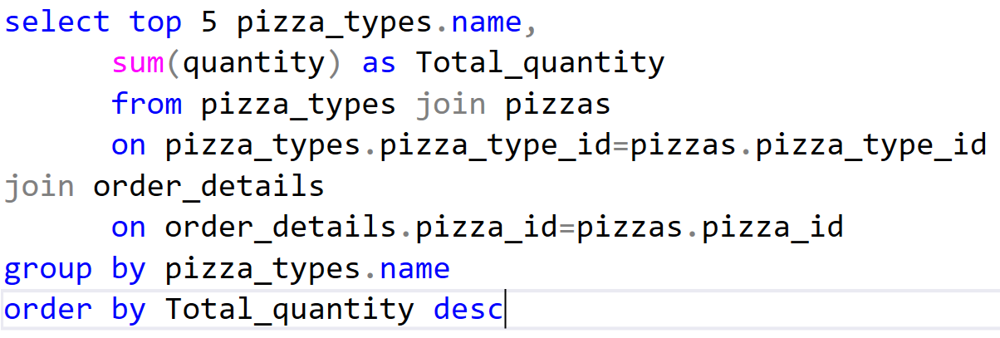 select top 5 pizza_types.name,
sum(quantity) as Total_quantity
from pizza_types join pizzas
on pizza_types.pizza_type_id=pizzas.pizza_type_id
join order_details
on order_details.pizza_id=pizzas.pizza_id
group by pizza_types.name
order by Total_quantity desc